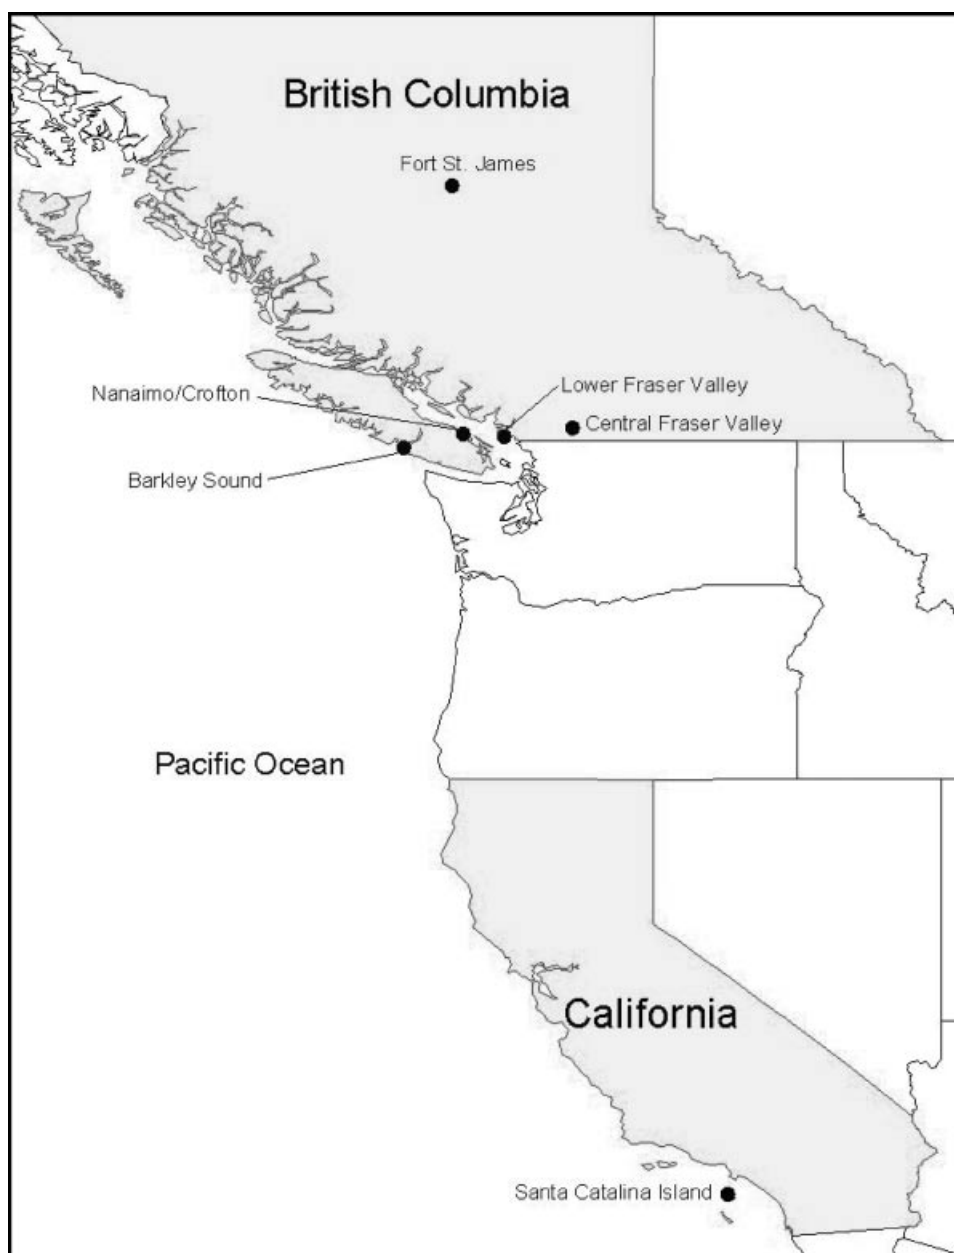 British Columbia
Fort St. James
Nanaimo/Crofton
Lower Fraser Valley
Central Fraser Valley
Barkley Sound
Pacific Ocean
California
Santa Catalina Island